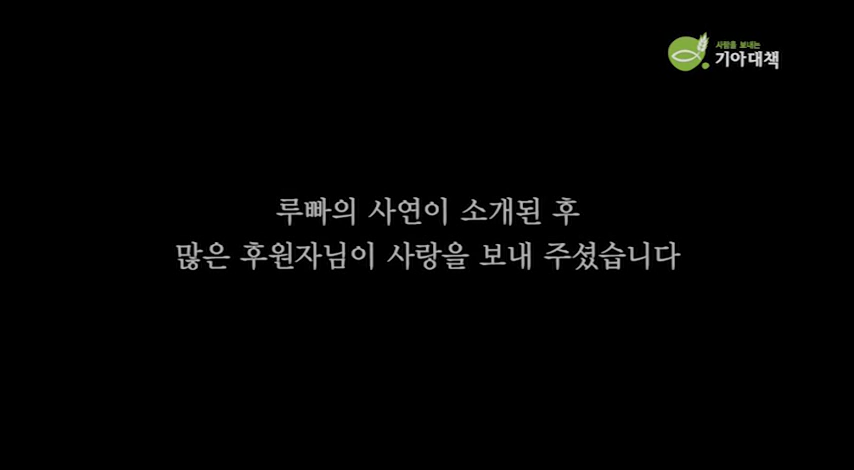 사랑을 보내는
기아대책
루빠의 사연이 소개된 후
많은 후원자님이 사랑을 보내 주셨습니다